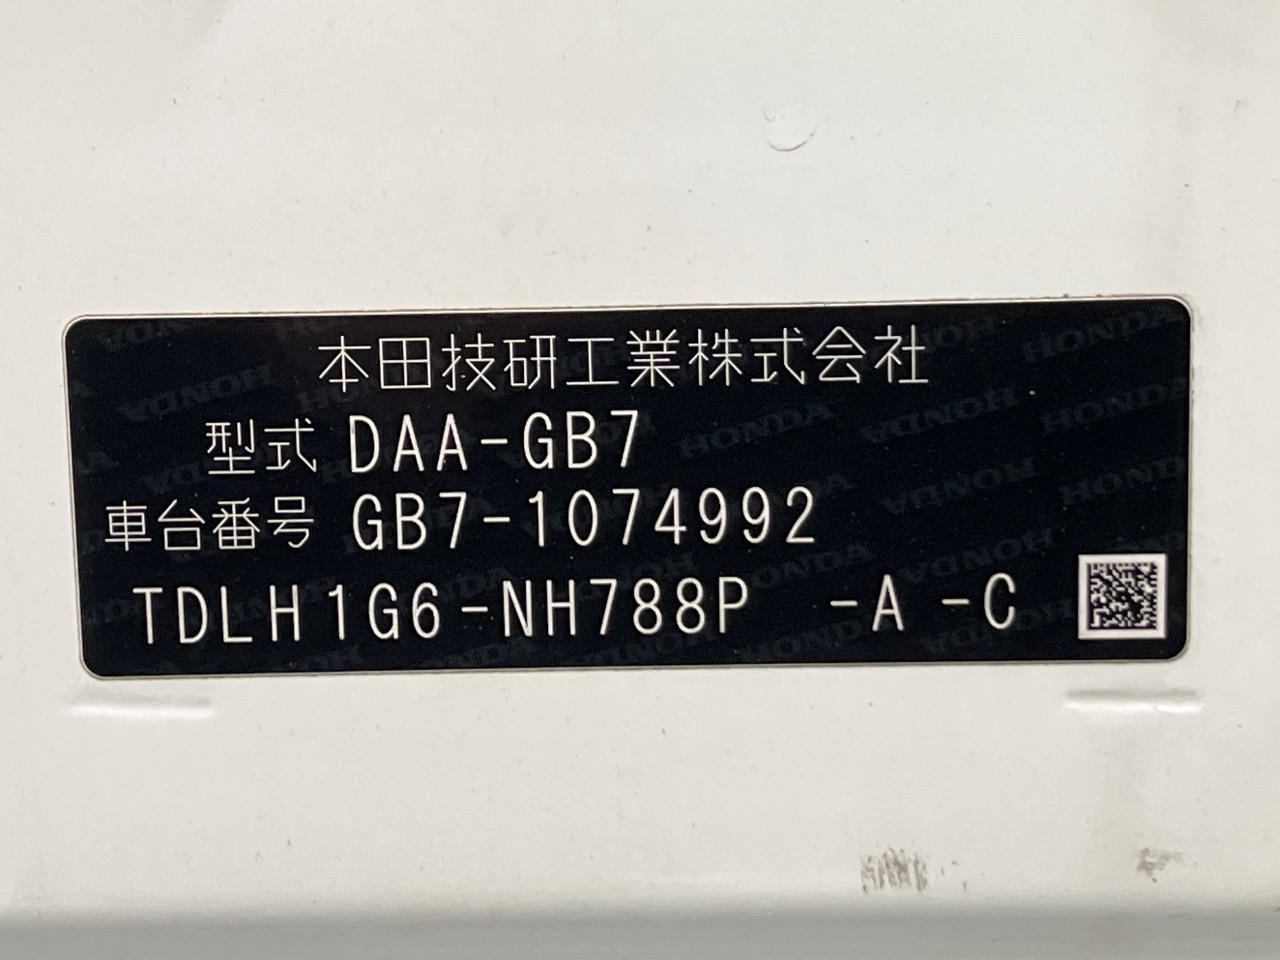 本田技研工業株式会社
型式 DAA-GB7
車台番号 GB7-1074992
TDLH1G6-NH788P -A -C